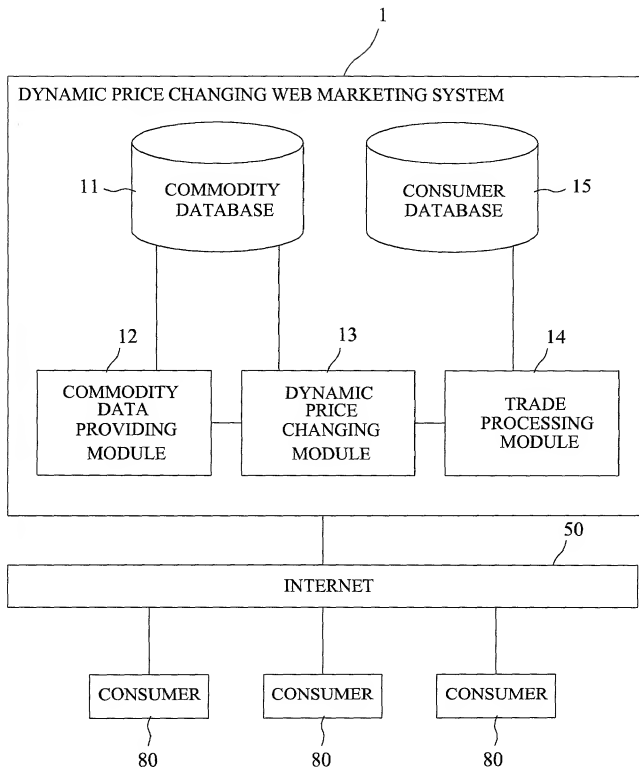 1
DYNAMIC PRICE CHANGING WEB MARKETING SYSTEM
11
COMMODITY
DATABASE
CONSUMER
DATABASE
15
12
13
14
COMMODITY
DATA
PROVIDING
MODULE
DYNAMIC
PRICE
CHANGING
MODULE
TRADE
PROCESSING
MODULE
50
INTERNET
CONSUMER
CONSUMER
CONSUMER
80
80
80